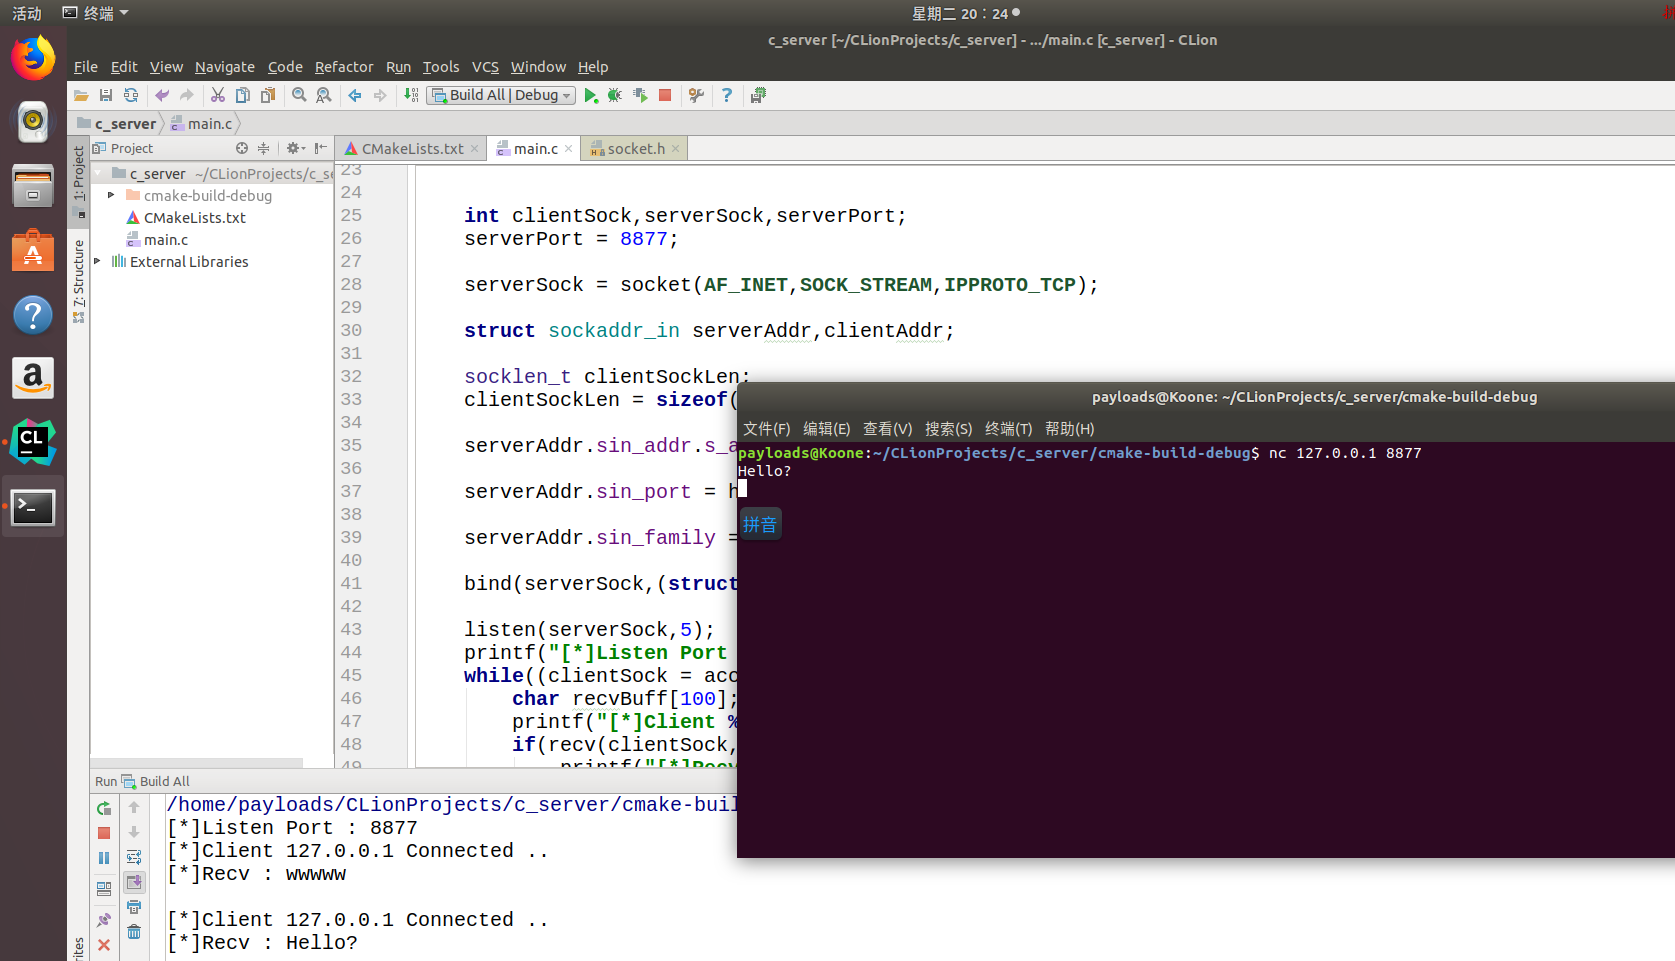 活动 终端 星期二 20：24
c_server [~/CLionProjects/c_server] - .../main.c [c_server] - CLion
File Edit View Navigate Code Refactor Run Tools VCS Window Help
Build All | Debug
c_server main.c
Project
CMakeLists.txt main.c socket.h
1: Project
7: Structure
c_server ~/CLionProjects/c_se
cmake-build-debug
CMakeLists.txt
main.c
External Libraries
23
24
25 int clientSock,serverSock,serverPort;
26 serverPort = 8877;
27
28 serverSock = socket(AF_INET,SOCK_STREAM,IPPROTO_TCP);
29
30 struct sockaddr_in serverAddr,clientAddr;
31
32 socklen_t clientSockLen;
33 clientSockLen = sizeof(
34
35 serverAddr.sin_addr.s_a
36
37 serverAddr.sin_port = h
38
39 serverAddr.sin_family =
40
41 bind(serverSock,(struct
42
43 listen(serverSock,5);
44 printf("[*]Listen Port
45 while((clientSock = acc
46 char recvBuff[100];
47 printf("[*]Client %
48 if(recv(clientSock,
49 printf("[*]Recv
payloads@Koone: ~/CLionProjects/c_server/cmake-build-debug
文件(F) 编辑(E) 查看(V) 搜索(S) 终端(T) 帮助(H)
payloads@Koone:~/CLionProjects/c_server/cmake-build-debug$ nc 127.0.0.1 8877
Hello?
拼音
Run Build All
/home/payloads/CLionProjects/c_server/cmake-buil
[*]Listen Port : 8877
[*]Client 127.0.0.1 Connected ..
[*]Recv : wwwww
[*]Client 127.0.0.1 Connected ..
[*]Recv : Hello?
rites